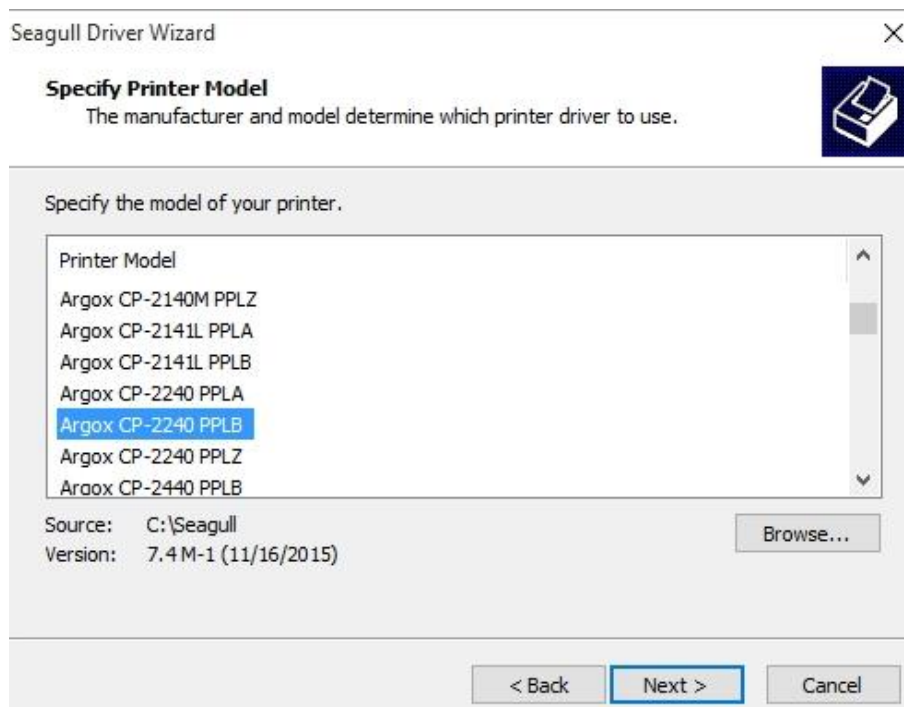 Seagull Driver Wizard
Specify Printer Model
The manufacturer and model determine which printer driver to use.
Specify the model of your printer.
Printer Model
Argox CP-2140M PPLZ
Argox CP-2141L PPLA
Argox CP-2141L PPLB
Argox CP-2240 PPLA
Argox CP-2240 PPLB
Argox CP-2240 PPLZ
Argox CP-2440 PPLB
Source: C:\Seagull
Browse...
Version: 7.4 M-1 (11/16/2015)
< Back Next > Cancel